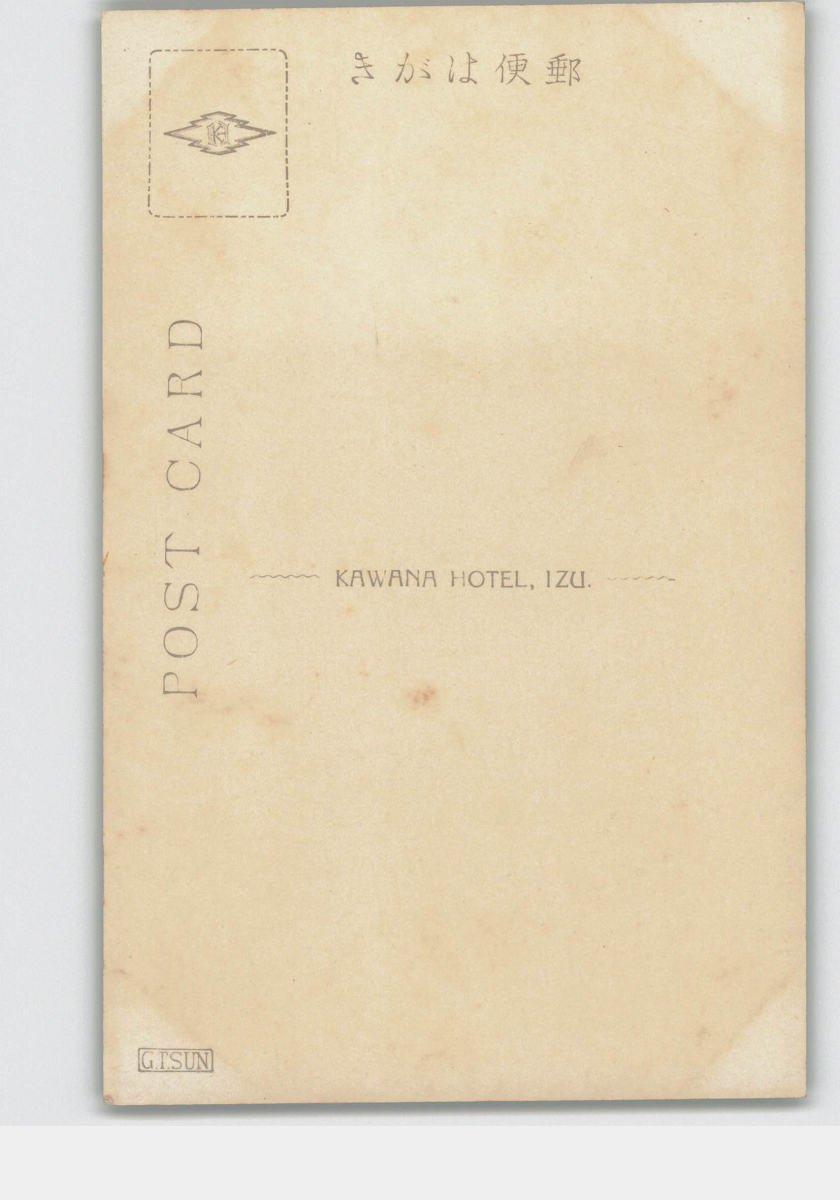 きがは便郵
POST CARD
KAWANA HOTEL, IZU.
G.T.SUN